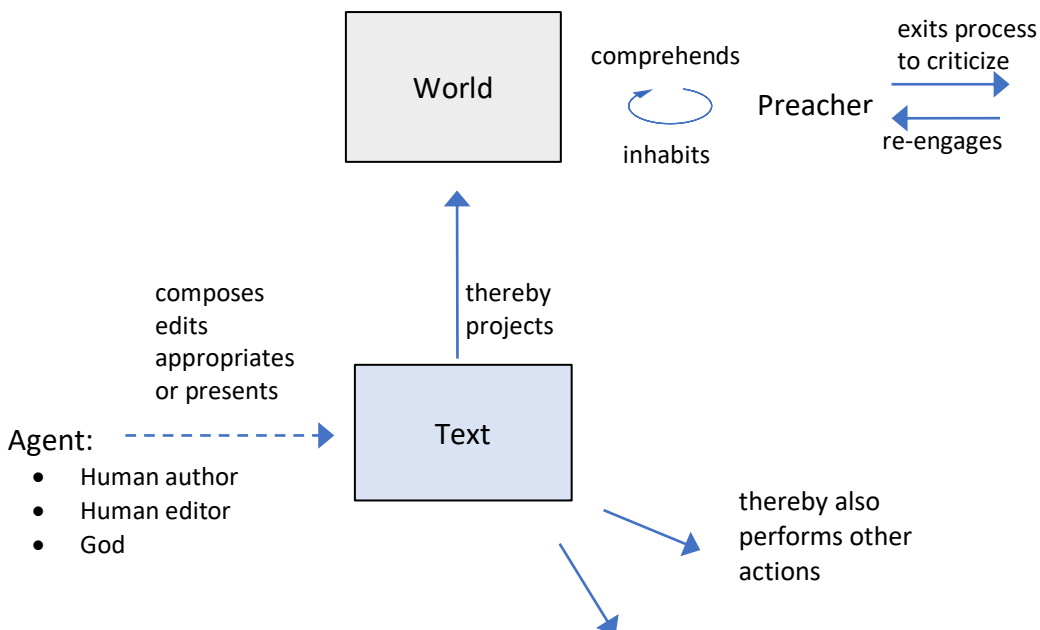 exits process
to criticize
comprehends
World
Preacher
inhabits
re-engages
composes
edits
appropriates
or presents
thereby
projects
Text
Agent:
• Human author
• Human editor
• God
thereby also
performs other
actions